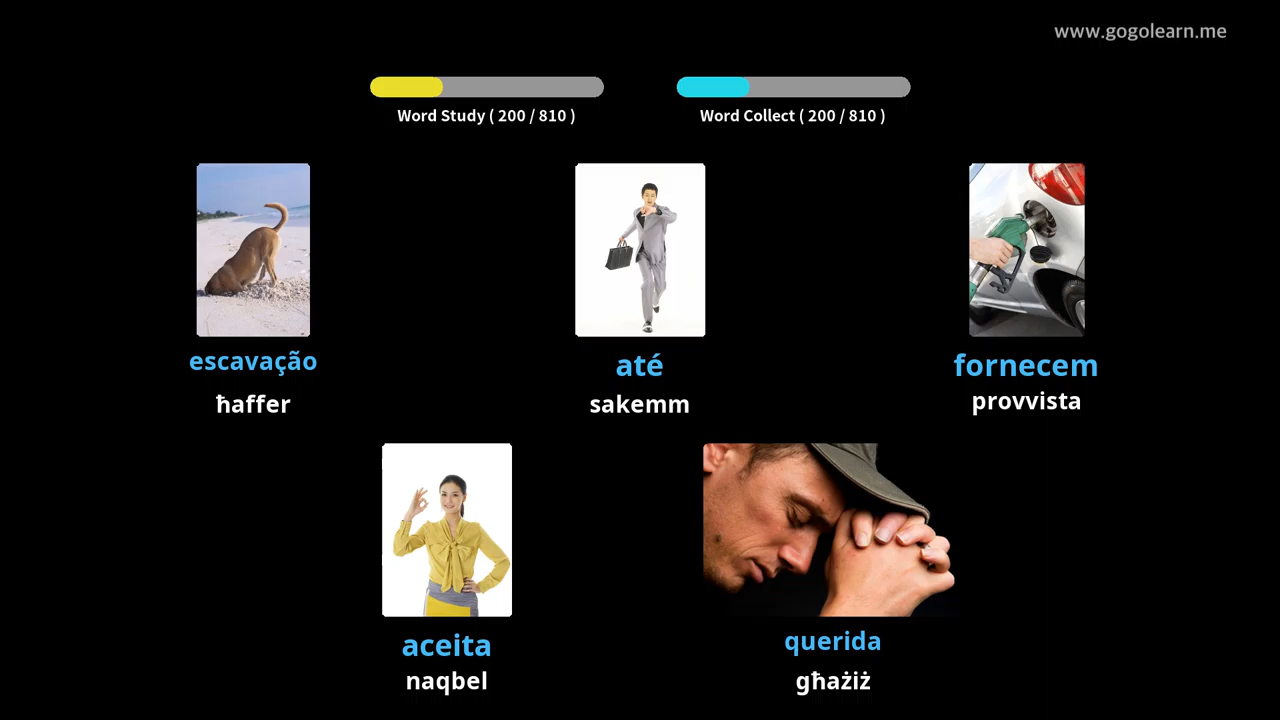 www.gogolearn.me
Word Study ( 200 / 810 )
Word Collect ( 200 / 810 )
escavação
ħaffer
até
sakemm
fornecem
provvista
aceita
naqbel
querida
għażiż